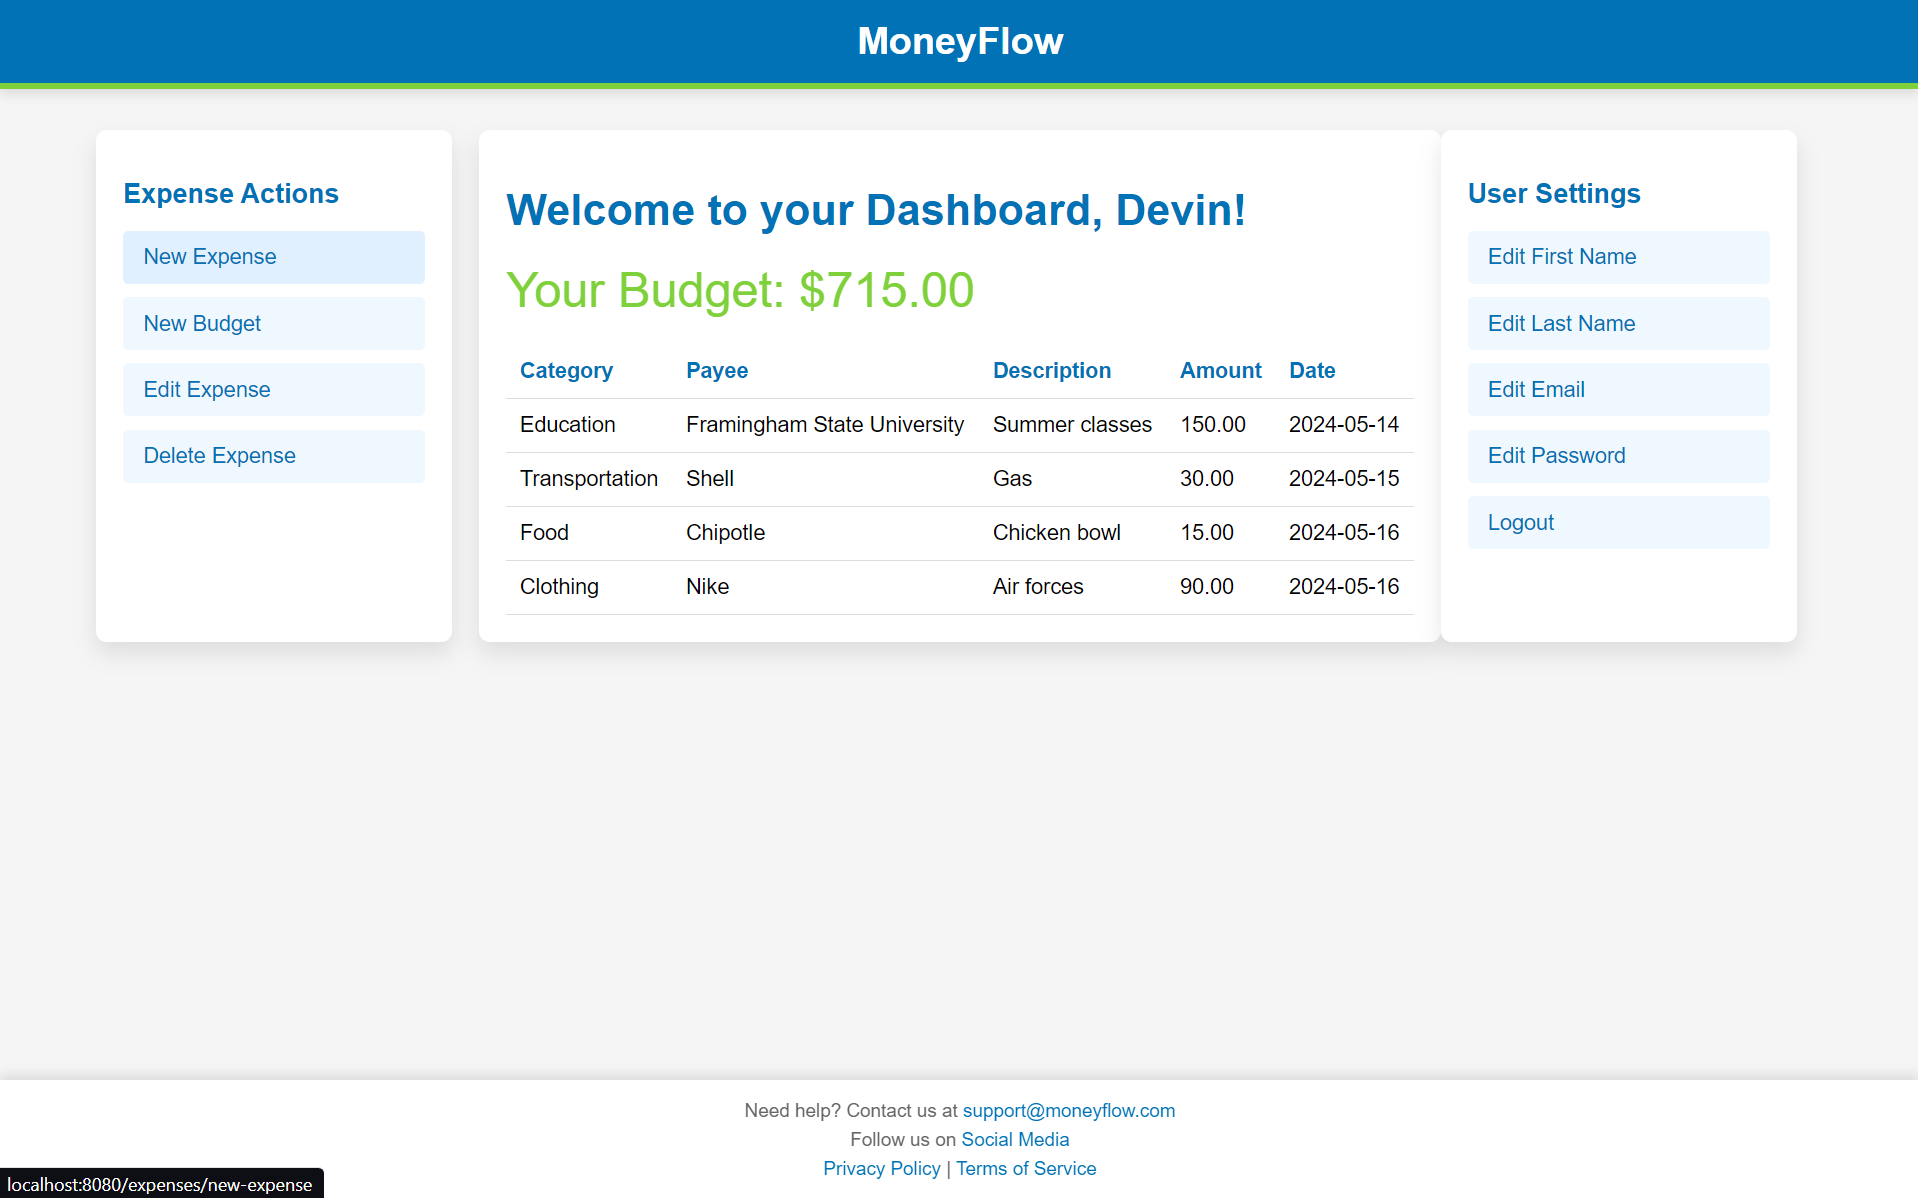 MoneyFlow
Expense Actions
New Expense
New Budget
Edit Expense
Delete Expense
Welcome to your Dashboard, Devin!
Your Budget: $715.00
Category Payee Description Amount Date
Education Framingham State University Summer classes 150.00 2024-05-14
Transportation Shell Gas 30.00 2024-05-15
Food Chipotle Chicken bowl 15.00 2024-05-16
Clothing Nike Air forces 90.00 2024-05-16
User Settings
Edit First Name
Edit Last Name
Edit Email
Edit Password
Logout
Need help? Contact us at support@moneyflow.com
Follow us on Social Media
Privacy Policy | Terms of Service
localhost:8080/expenses/new-expense